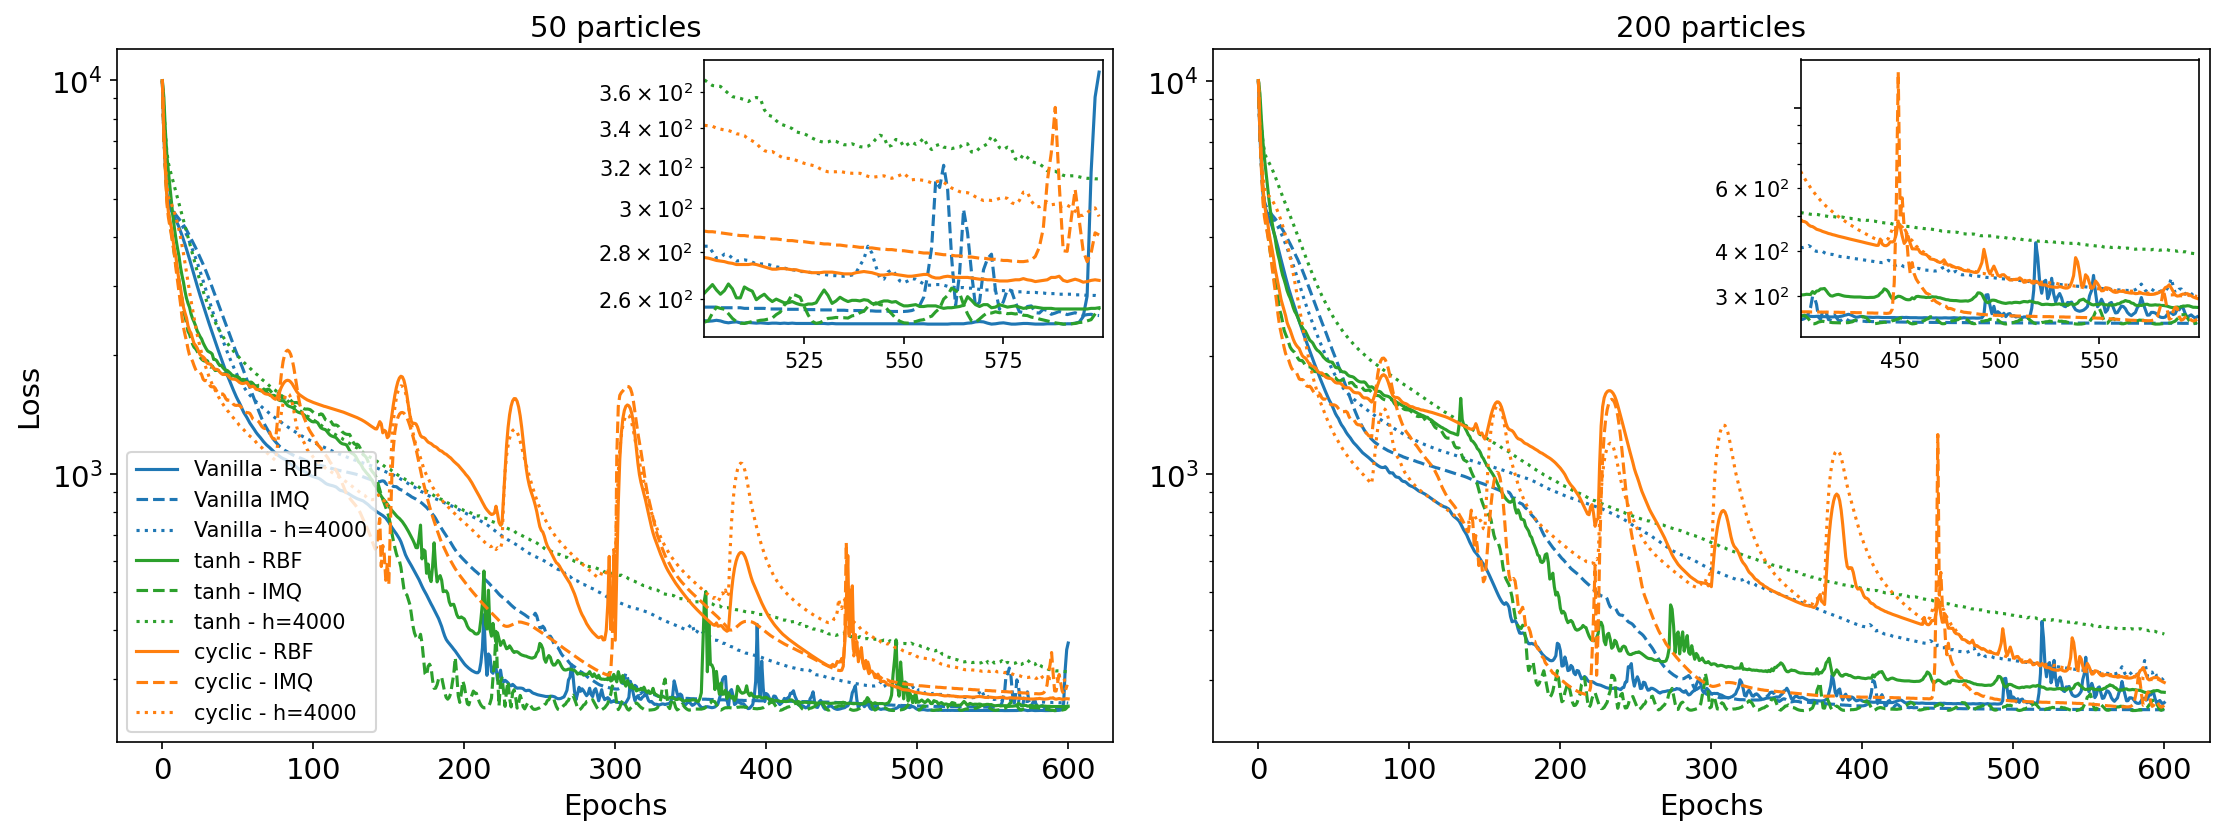 50 particles
Loss
10^4
10^3
0 100 200 300 400 500 600
Epochs
3.6 × 10^2
3.4 × 10^2
3.2 × 10^2
3 × 10^2
2.8 × 10^2
2.6 × 10^2
525 550 575
Vanilla - RBF
Vanilla IMQ
Vanilla - h=4000
tanh - RBF
tanh - IMQ
tanh - h=4000
cyclic - RBF
cyclic - IMQ
cyclic - h=4000
200 particles
10^4
10^3
0 100 200 300 400 500 600
Epochs
6 × 10^2
4 × 10^2
3 × 10^2
450 500 550